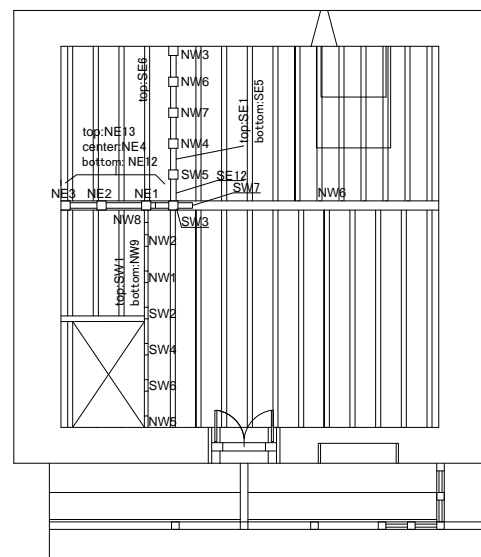 NW3
top:SE6
NW6
NW7
top:SE1
bottom:SE5
top:NE13
center:NE4
bottom: NE12
NW4
SW5
SE12
SW7
NE3
NE2
NE1
NW6
NW8
SW3
NW2
top:SW1
bottom:NW9
NW1
SW2
SW4
SW6
NW5